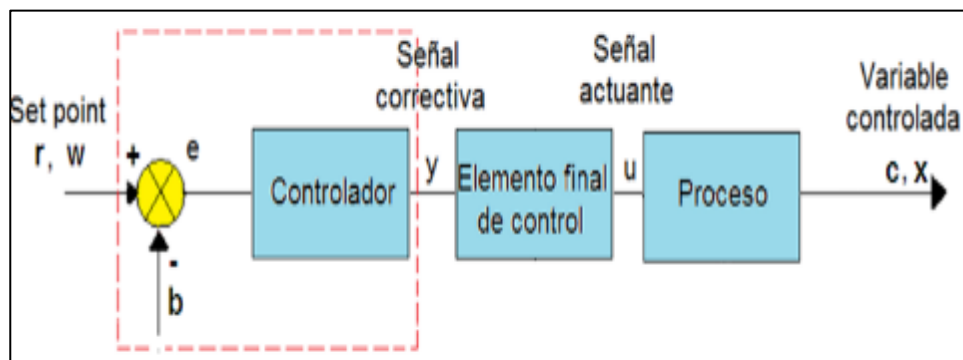 Set point
r, w
+
e
-
b
Controlador
Señal
correctiva
y
Elemento final
de control
Señal
actuante
u
Proceso
Variable
controlada
c, x